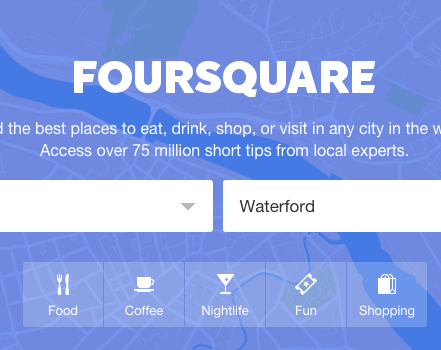 FOURSQUARE
the best places to eat, drink, shop, or visit in any city in the
Access over 75 million short tips from local experts.
Waterford
Food
Coffee
Nightlife
Fun
Shopping